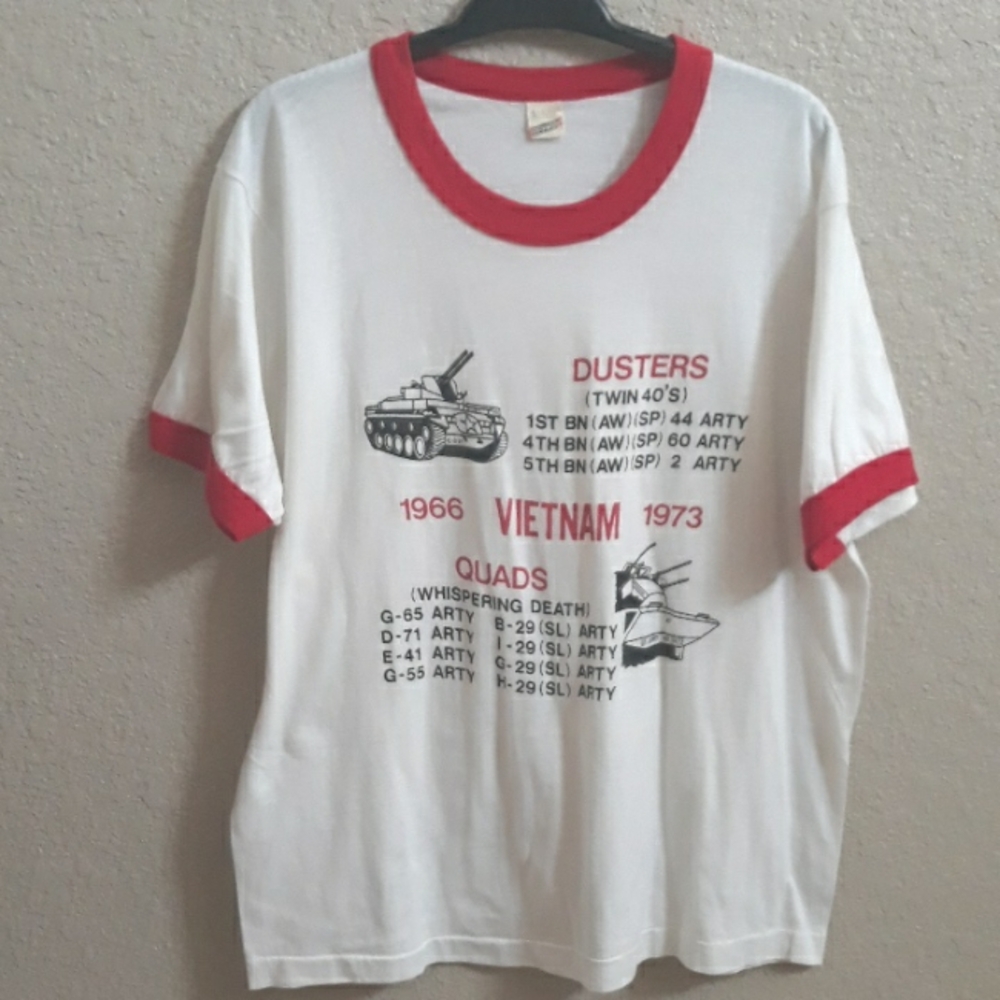 DUSTERS
(TWIN 40'S)
1ST BN (AW)(SP) 44 ARTY
4TH BN (AW)(SP) 60 ARTY
5TH BN (AW)(SP) 2 ARTY
1966 VIETNAM 1973
QUADS
(WHISPERING DEATH)
G-65 ARTY B-29(SL) ARTY
D-71 ARTY I-29(SL) ARTY
E-41 ARTY G-29(SL) ARTY
G-55 ARTY H-29(SL) ARTY